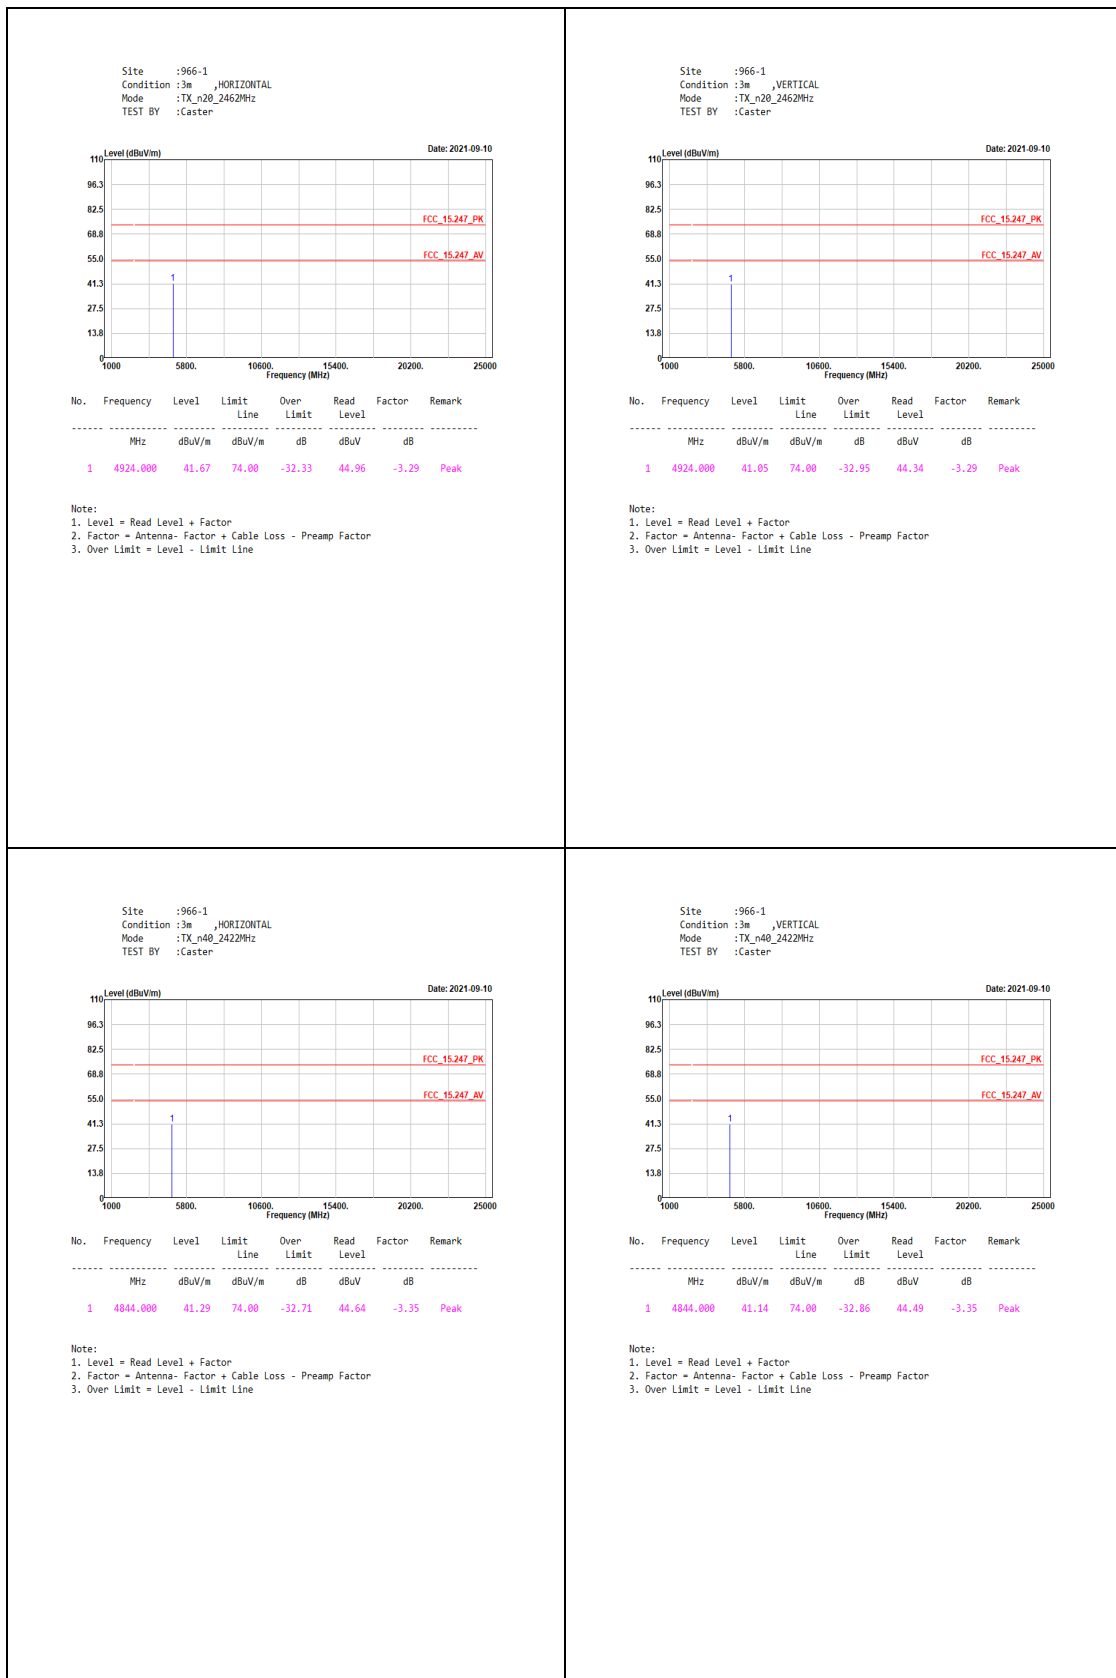 Site      :966-1
Condition :3m    ,HORIZONTAL
Mode      :TX_n20_2462MHz
TEST BY   :Caster
Level (dBuV/m) Date: 2021-09-10
110
96.3
82.5
FCC_15.247_PK
68.8
55.0 FCC_15.247_AV
1
41.3
27.5
13.8
0
1000 5800. 10600. 15400. 20200. 25000
Frequency (MHz)
No. Frequency Level Limit Over Read Factor Remark
Line Limit Level
------ ----------- -------- --------- --------- -------- -------- ---------
MHz dBuV/m dBuV/m dB dBuV dB
1 4924.000 41.67 74.00 -32.33 44.96 -3.29 Peak
Note:
1. Level = Read Level + Factor
2. Factor = Antenna- Factor + Cable Loss - Preamp Factor
3. Over Limit = Level - Limit Line
Site      :966-1
Condition :3m    ,VERTICAL
Mode      :TX_n20_2462MHz
TEST BY   :Caster
Level (dBuV/m) Date: 2021-09-10
110
96.3
82.5
FCC_15.247_PK
68.8
55.0 FCC_15.247_AV
1
41.3
27.5
13.8
0
1000 5800. 10600. 15400. 20200. 25000
Frequency (MHz)
No. Frequency Level Limit Over Read Factor Remark
Line Limit Level
------ ----------- -------- --------- --------- -------- -------- ---------
MHz dBuV/m dBuV/m dB dBuV dB
1 4924.000 41.05 74.00 -32.95 44.34 -3.29 Peak
Note:
1. Level = Read Level + Factor
2. Factor = Antenna- Factor + Cable Loss - Preamp Factor
3. Over Limit = Level - Limit Line
Site      :966-1
Condition :3m    ,HORIZONTAL
Mode      :TX_n40_2422MHz
TEST BY   :Caster
Level (dBuV/m) Date: 2021-09-10
110
96.3
82.5
FCC_15.247_PK
68.8
55.0 FCC_15.247_AV
1
41.3
27.5
13.8
0
1000 5800. 10600. 15400. 20200. 25000
Frequency (MHz)
No. Frequency Level Limit Over Read Factor Remark
Line Limit Level
------ ----------- -------- --------- --------- -------- -------- ---------
MHz dBuV/m dBuV/m dB dBuV dB
1 4844.000 41.29 74.00 -32.71 44.64 -3.35 Peak
Note:
1. Level = Read Level + Factor
2. Factor = Antenna- Factor + Cable Loss - Preamp Factor
3. Over Limit = Level - Limit Line
Site      :966-1
Condition :3m    ,VERTICAL
Mode      :TX_n40_2422MHz
TEST BY   :Caster
Level (dBuV/m) Date: 2021-09-10
110
96.3
82.5
FCC_15.247_PK
68.8
55.0 FCC_15.247_AV
1
41.3
27.5
13.8
0
1000 5800. 10600. 15400. 20200. 25000
Frequency (MHz)
No. Frequency Level Limit Over Read Factor Remark
Line Limit Level
------ ----------- -------- --------- --------- -------- -------- ---------
MHz dBuV/m dBuV/m dB dBuV dB
1 4844.000 41.14 74.00 -32.86 44.49 -3.35 Peak
Note:
1. Level = Read Level + Factor
2. Factor = Antenna- Factor + Cable Loss - Preamp Factor
3. Over Limit = Level - Limit Line